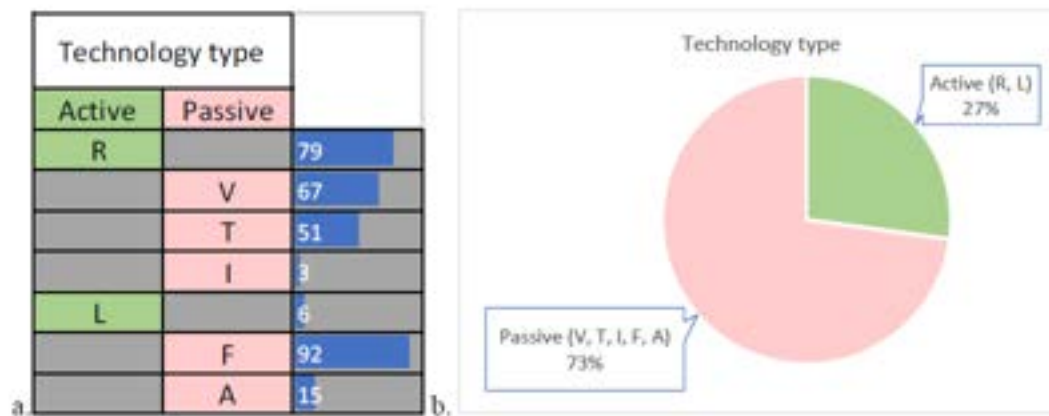 Technology type
Active Passive
R 79
V 67
T 51
I 3
L 6
F 92
A 15
a.
Technology type
Active (R, L)
27%
Passive (V, T, I, F, A)
73%
b.